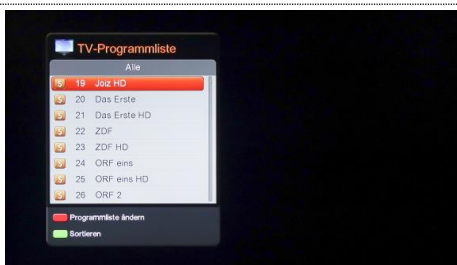 TV-Programmliste
Alle
S 19 Joiz HD
S 20 Das Erste
S 21 Das Erste HD
S 22 ZDF
S 23 ZDF HD
S 24 ORF eins
S 25 ORF eins HD
S 26 ORF 2
Programmliste ändern
Sortieren